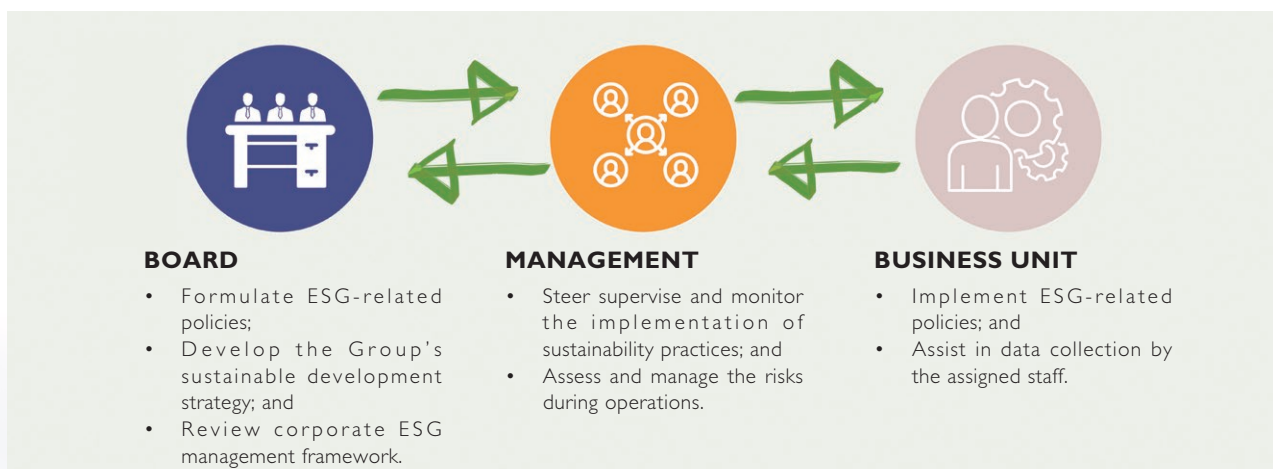 BOARD
• Formulate ESG-related
policies;
• Develop the Group's
sustainable development
strategy; and
• Review corporate ESG
management framework.
MANAGEMENT
• Steer supervise and monitor
the implementation of
sustainability practices; and
• Assess and manage the risks
during operations.
BUSINESS UNIT
• Implement ESG-related
policies; and
• Assist in data collection by
the assigned staff.